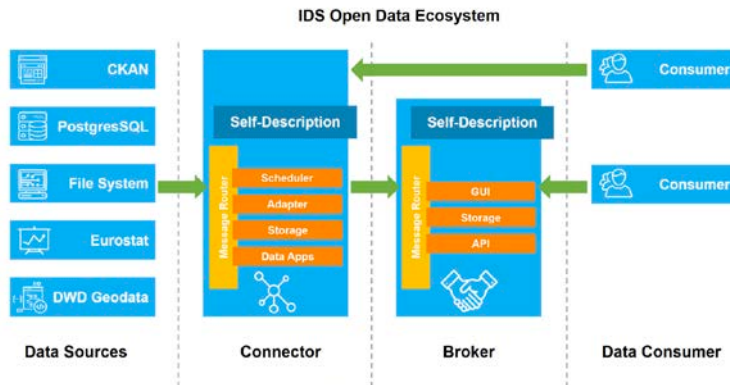 IDS Open Data Ecosystem
CKAN
PostgresSQL
File System
Eurostat
DWD Geodata
Data Sources
Self-Description
Message Router
Scheduler
Adapter
Storage
Data Apps
Connector
Self-Description
Message Router
GUI
Storage
API
Broker
Consumer
Consumer
Data Consumer